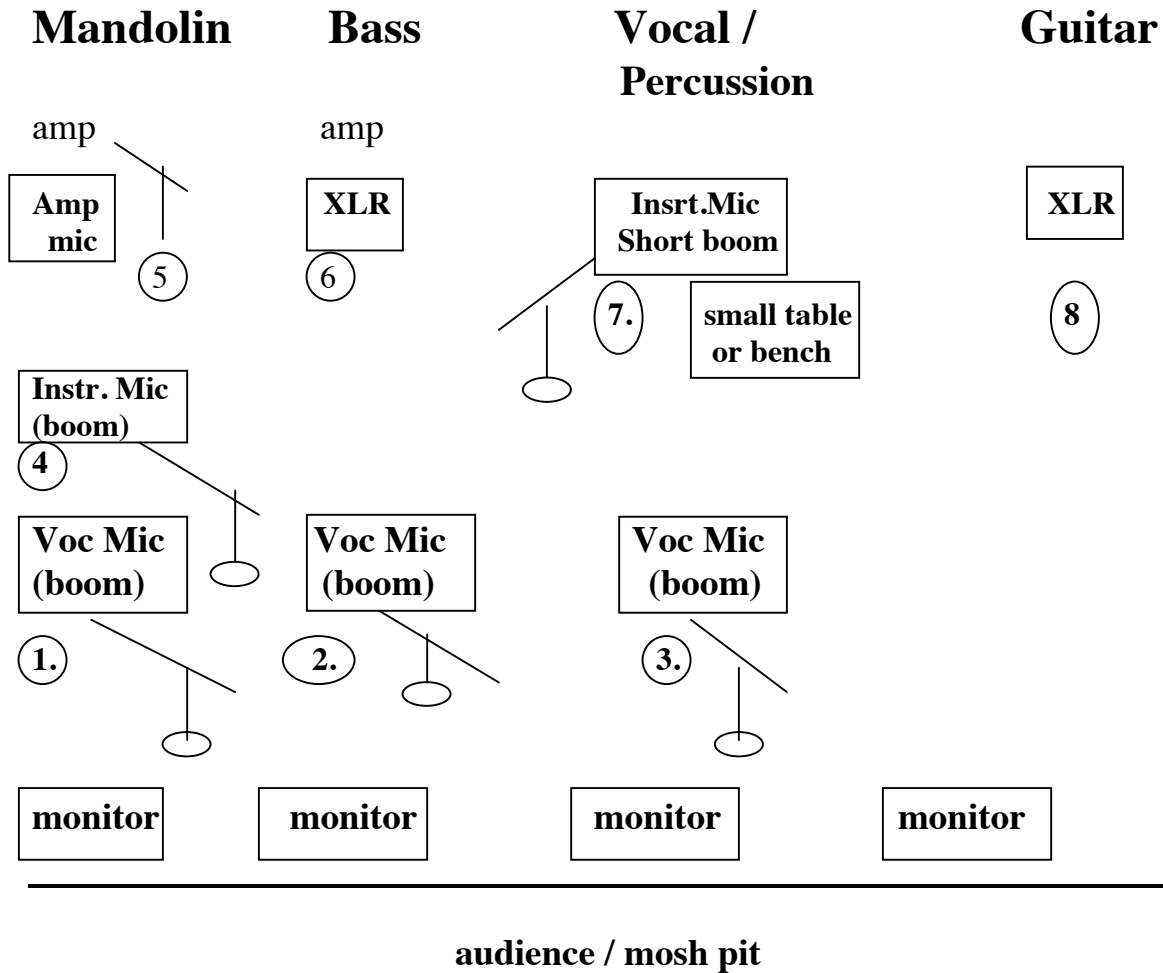 Mandolin Bass Vocal / Guitar
Percussion
amp amp
Amp XLR Insrt.Mic XLR
mic Short boom
5 6 7. small table 8
or bench
Instr. Mic
(boom)
4
Voc Mic Voc Mic Voc Mic
(boom) (boom) (boom)
1. 2. 3.
monitor monitor monitor monitor
audience / mosh pit